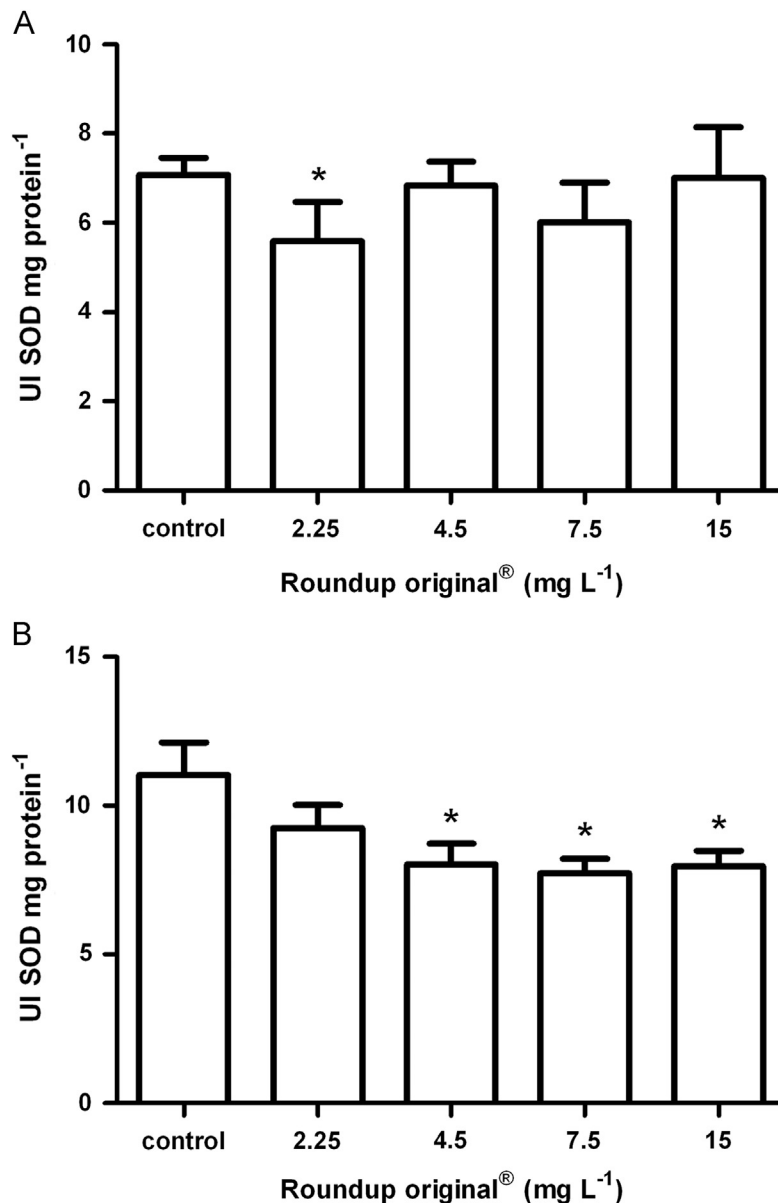 A
10
8
6
4
2
0
UI SOD mg protein⁻¹
*
control 2.25 4.5 7.5 15
Roundup original® (mg L⁻¹)
B
15
10
5
0
UI SOD mg protein⁻¹
* * *
control 2.25 4.5 7.5 15
Roundup original® (mg L⁻¹)